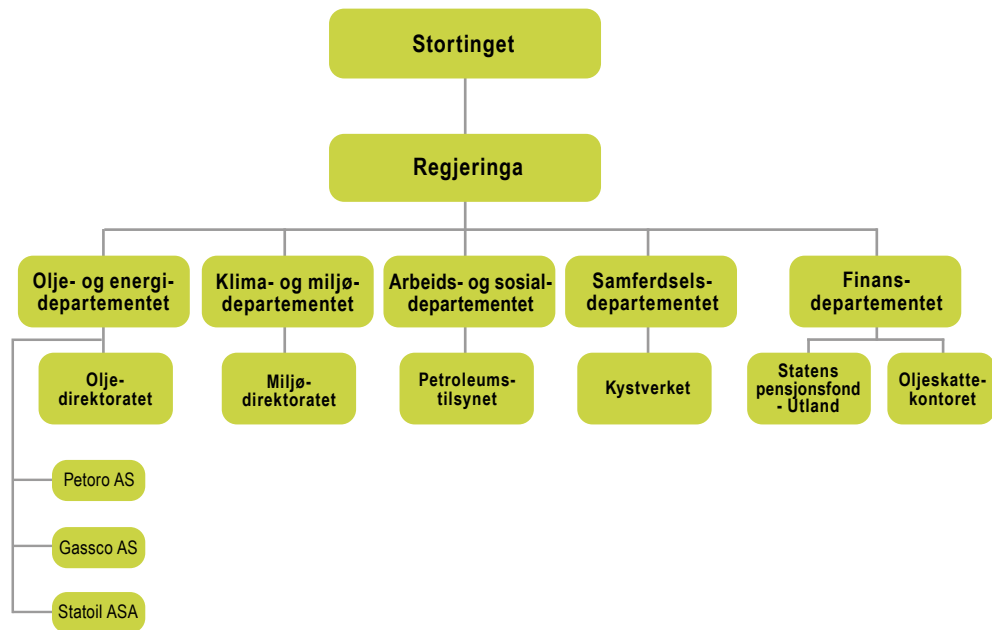 Stortinget
Regjeringa
Olje- og energi-
departementet
Klima- og miljø-
departementet
Arbeids- og sosial-
departementet
Samferdsels-
departementet
Finans-
departementet
Olje-
direktoratet
Miljø-
direktoratet
Petroleums-
tilsynet
Kystverket
Statens
pensjonsfond
- Utland
Oljeskatte-
kontoret
Petoro AS
Gassco AS
Statoil ASA